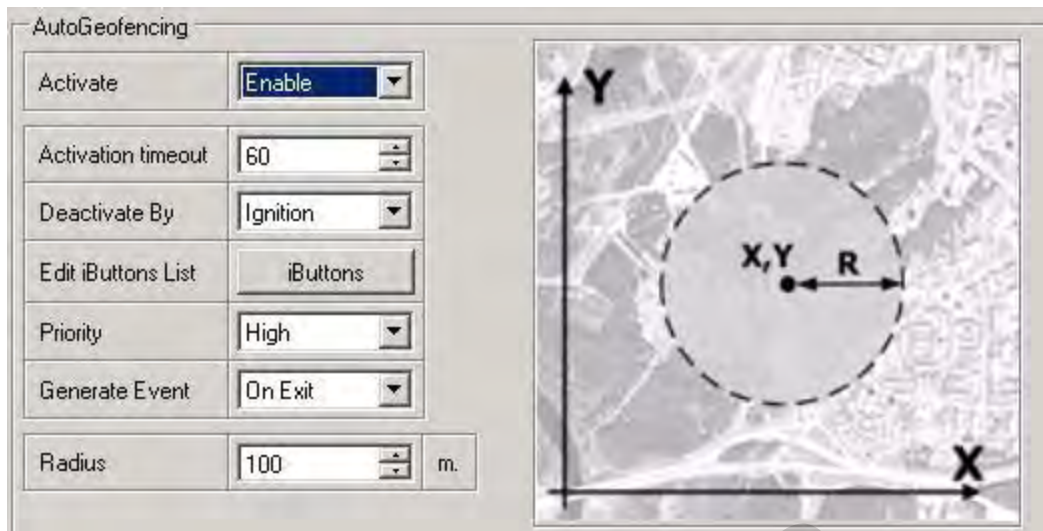 AutoGeofencing
Activate Enable
Activation timeout 60
Deactivate By Ignition
Edit iButtons List iButtons
Priority High
Generate Event On Exit
Radius 100 m.
Y
X,Y R
X